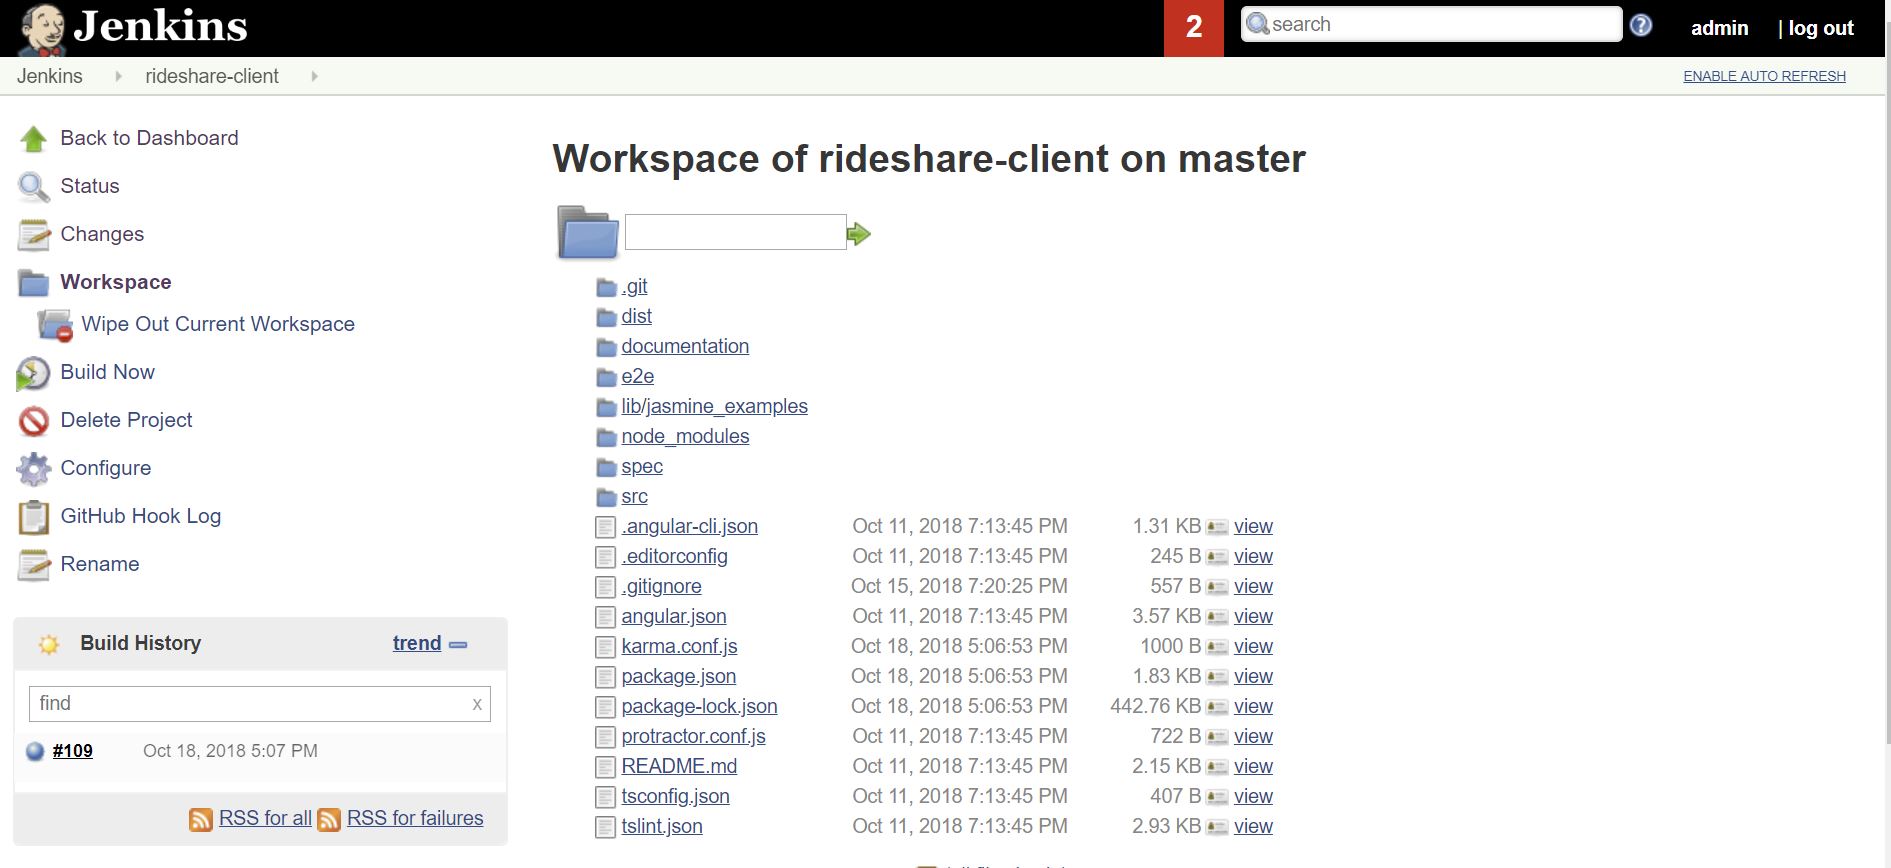 Jenkins
2
search
admin
| log out
Jenkins
rideshare-client
ENABLE AUTO REFRESH
Back to Dashboard
Status
Changes
Workspace
Wipe Out Current Workspace
Build Now
Delete Project
Configure
GitHub Hook Log
Rename
Build History
trend
find
x
#109 Oct 18, 2018 5:07 PM
RSS for all RSS for failures
Workspace of rideshare-client on master
.git
dist
documentation
e2e
lib/jasmine_examples
node_modules
spec
src
.angular-cli.json Oct 11, 2018 7:13:45 PM 1.31 KB view
.editorconfig Oct 11, 2018 7:13:45 PM 245 B view
.gitignore Oct 15, 2018 7:20:25 PM 557 B view
angular.json Oct 11, 2018 7:13:45 PM 3.57 KB view
karma.conf.js Oct 18, 2018 5:06:53 PM 1000 B view
package.json Oct 18, 2018 5:06:53 PM 1.83 KB view
package-lock.json Oct 18, 2018 5:06:53 PM 442.76 KB view
protractor.conf.js Oct 11, 2018 7:13:45 PM 722 B view
README.md Oct 11, 2018 7:13:45 PM 2.15 KB view
tsconfig.json Oct 11, 2018 7:13:45 PM 407 B view
tslint.json Oct 11, 2018 7:13:45 PM 2.93 KB view